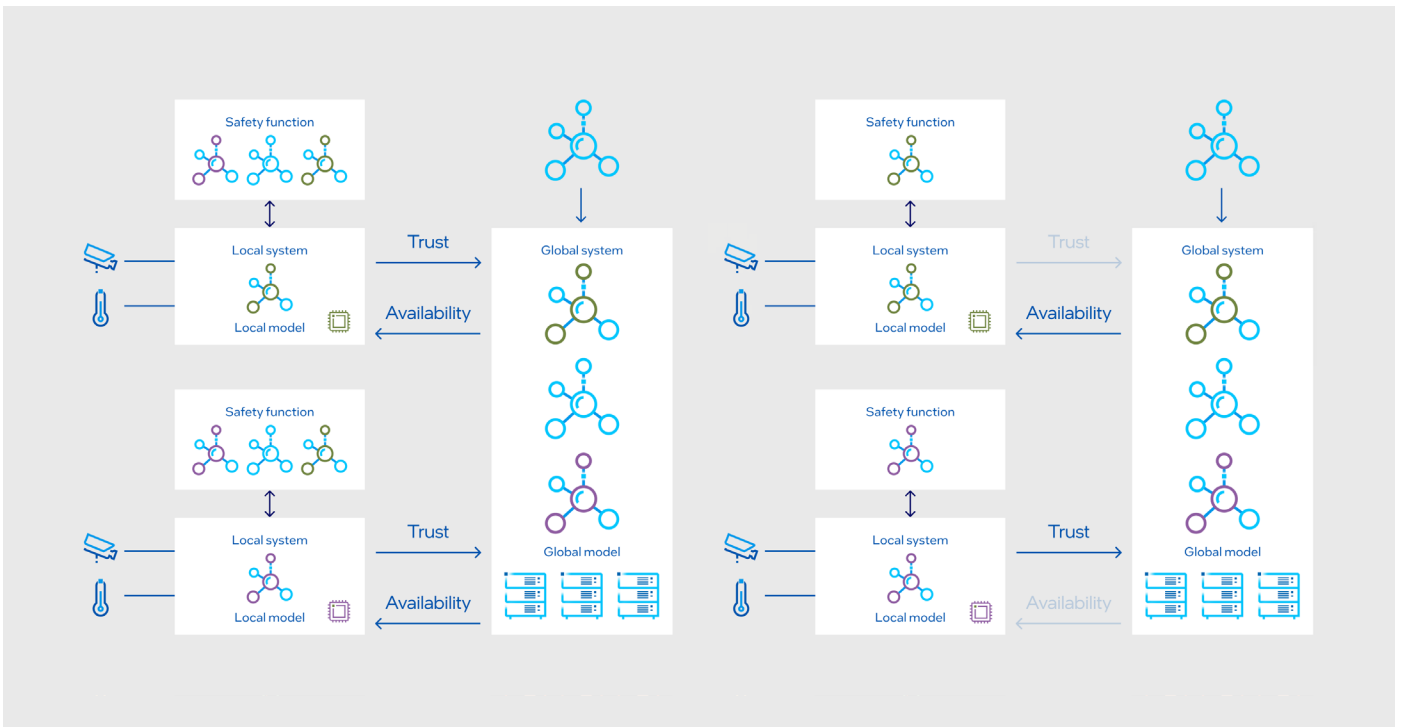 Safety function
Local system
Local model
Trust
Availability
Global system
Safety function
Local system
Local model
Trust
Availability
Global model
Safety function
Local system
Local model
Trust
Availability
Global system
Safety function
Local system
Local model
Trust
Availability
Global model